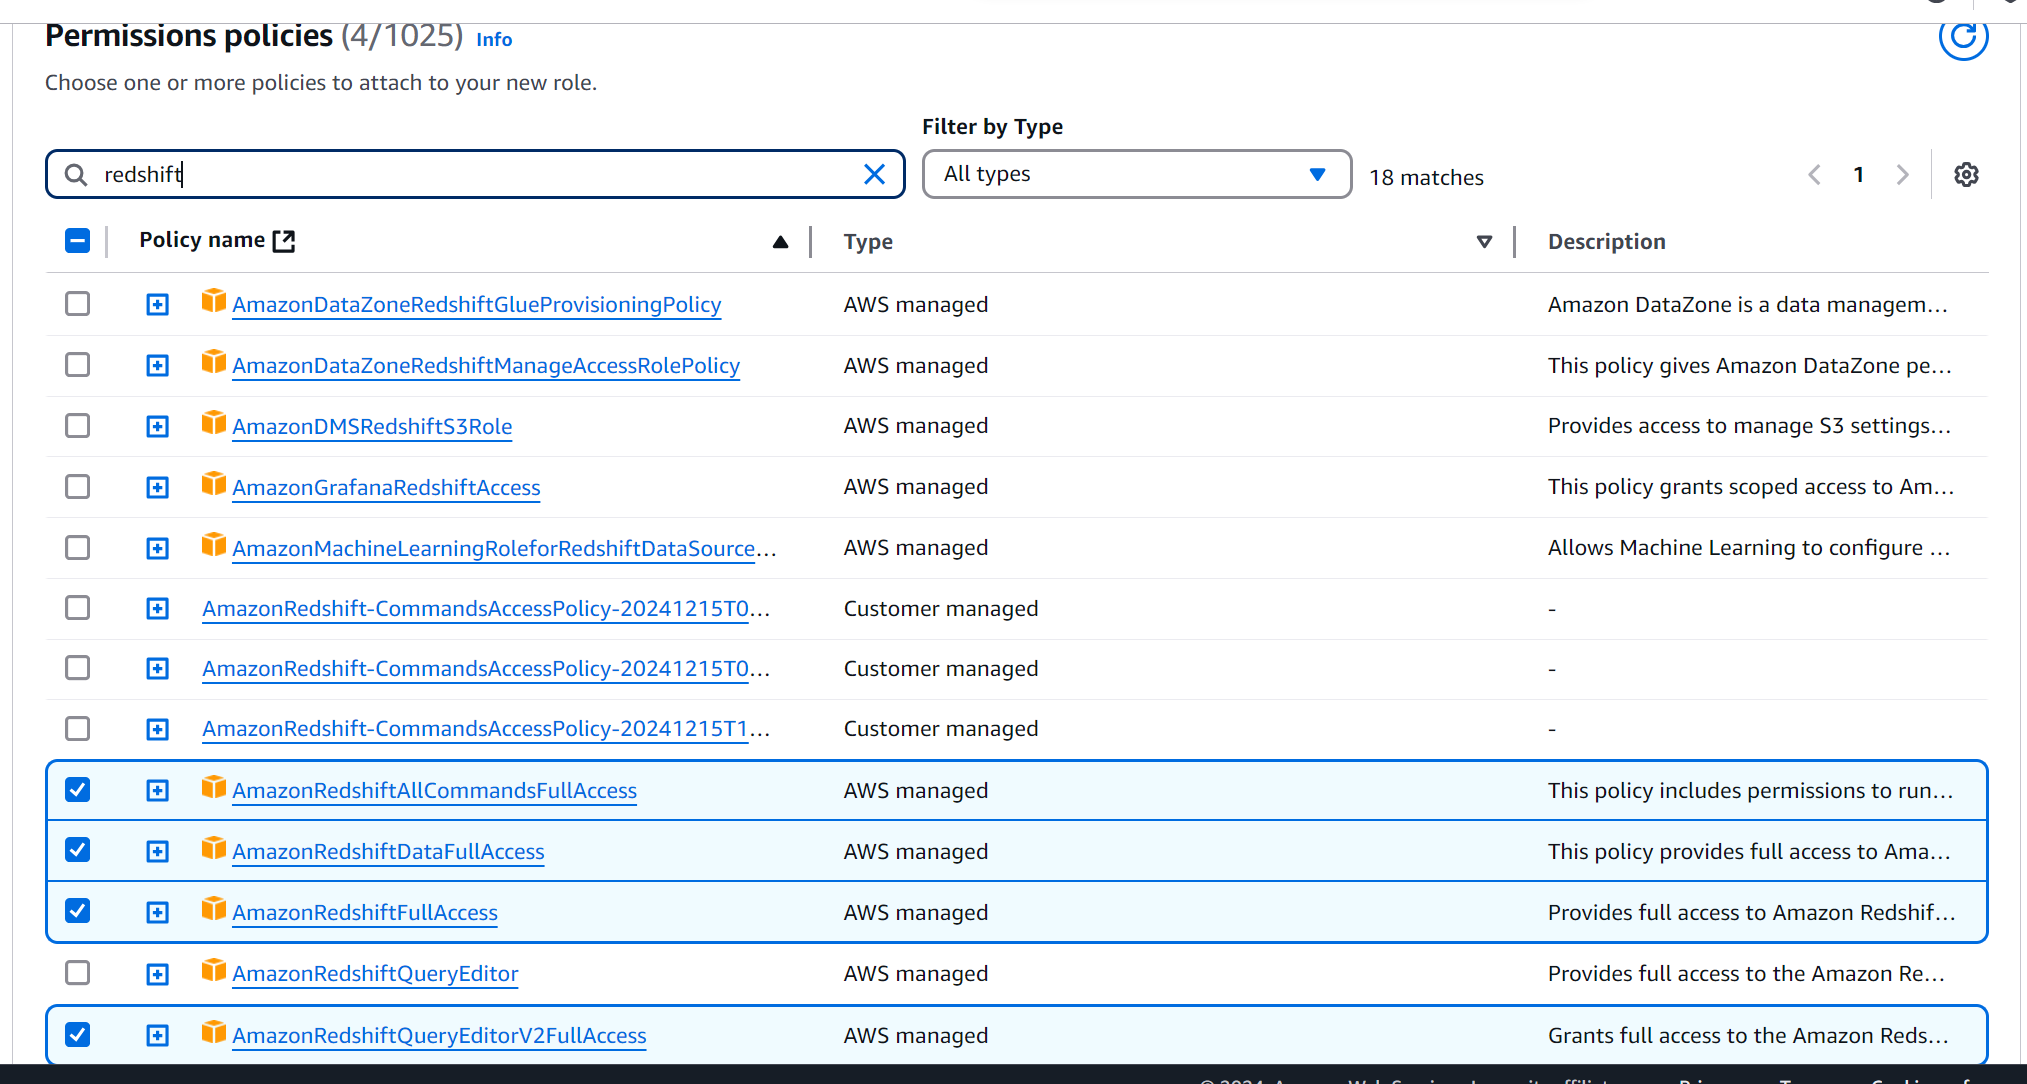 Permissions policies (4/1025) Info
Choose one or more policies to attach to your new role.
Filter by Type
redshift All types 18 matches 1
Policy name Type Description
AmazonDataZoneRedshiftGlueProvisioningPolicy AWS managed Amazon DataZone is a data managem...
AmazonDataZoneRedshiftManageAccessRolePolicy AWS managed This policy gives Amazon DataZone pe...
AmazonDMSRedshiftS3Role AWS managed Provides access to manage S3 settings...
AmazonGrafanaRedshiftAccess AWS managed This policy grants scoped access to Am...
AmazonMachineLearningRoleforRedshiftDataSource... AWS managed Allows Machine Learning to configure ...
AmazonRedshift-CommandsAccessPolicy-20241215T0... Customer managed -
AmazonRedshift-CommandsAccessPolicy-20241215T0... Customer managed -
AmazonRedshift-CommandsAccessPolicy-20241215T1... Customer managed -
AmazonRedshiftAllCommandsFullAccess AWS managed This policy includes permissions to run...
AmazonRedshiftDataFullAccess AWS managed This policy provides full access to Ama...
AmazonRedshiftFullAccess AWS managed Provides full access to Amazon Redshif...
AmazonRedshiftQueryEditor AWS managed Provides full access to the Amazon Re...
AmazonRedshiftQueryEditorV2FullAccess AWS managed Grants full access to the Amazon Reds...